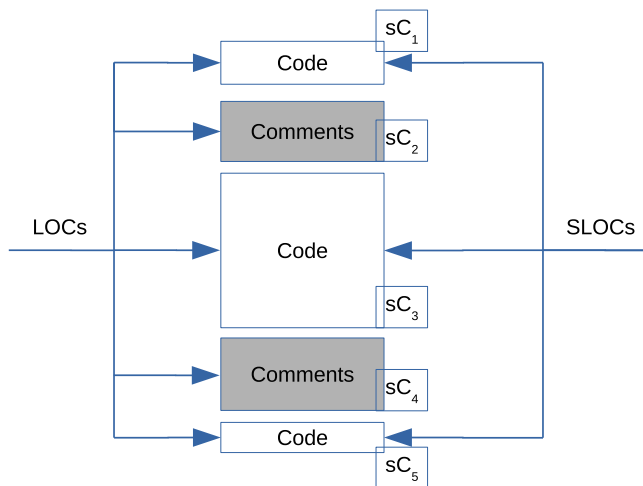 sC1
Code
Comments
sC2
LOCs
Code
SLOCs
sC3
Comments
sC4
Code
sC5